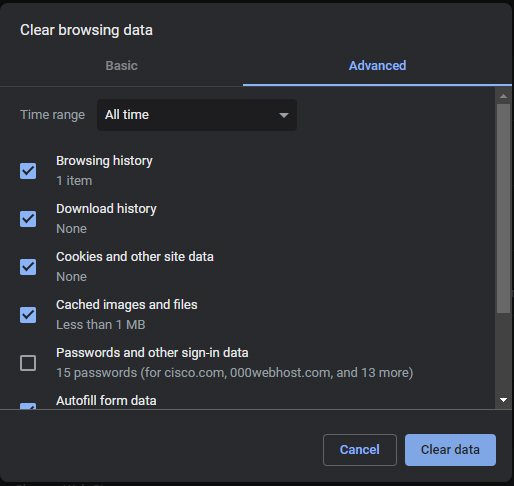 Clear browsing data
Basic
Advanced
Time range
All time
Browsing history
1 item
Download history
None
Cookies and other site data
None
Cached images and files
Less than 1 MB
Passwords and other sign-in data
15 passwords (for cisco.com, 000webhost.com, and 13 more)
Autofill form data
Cancel
Clear data